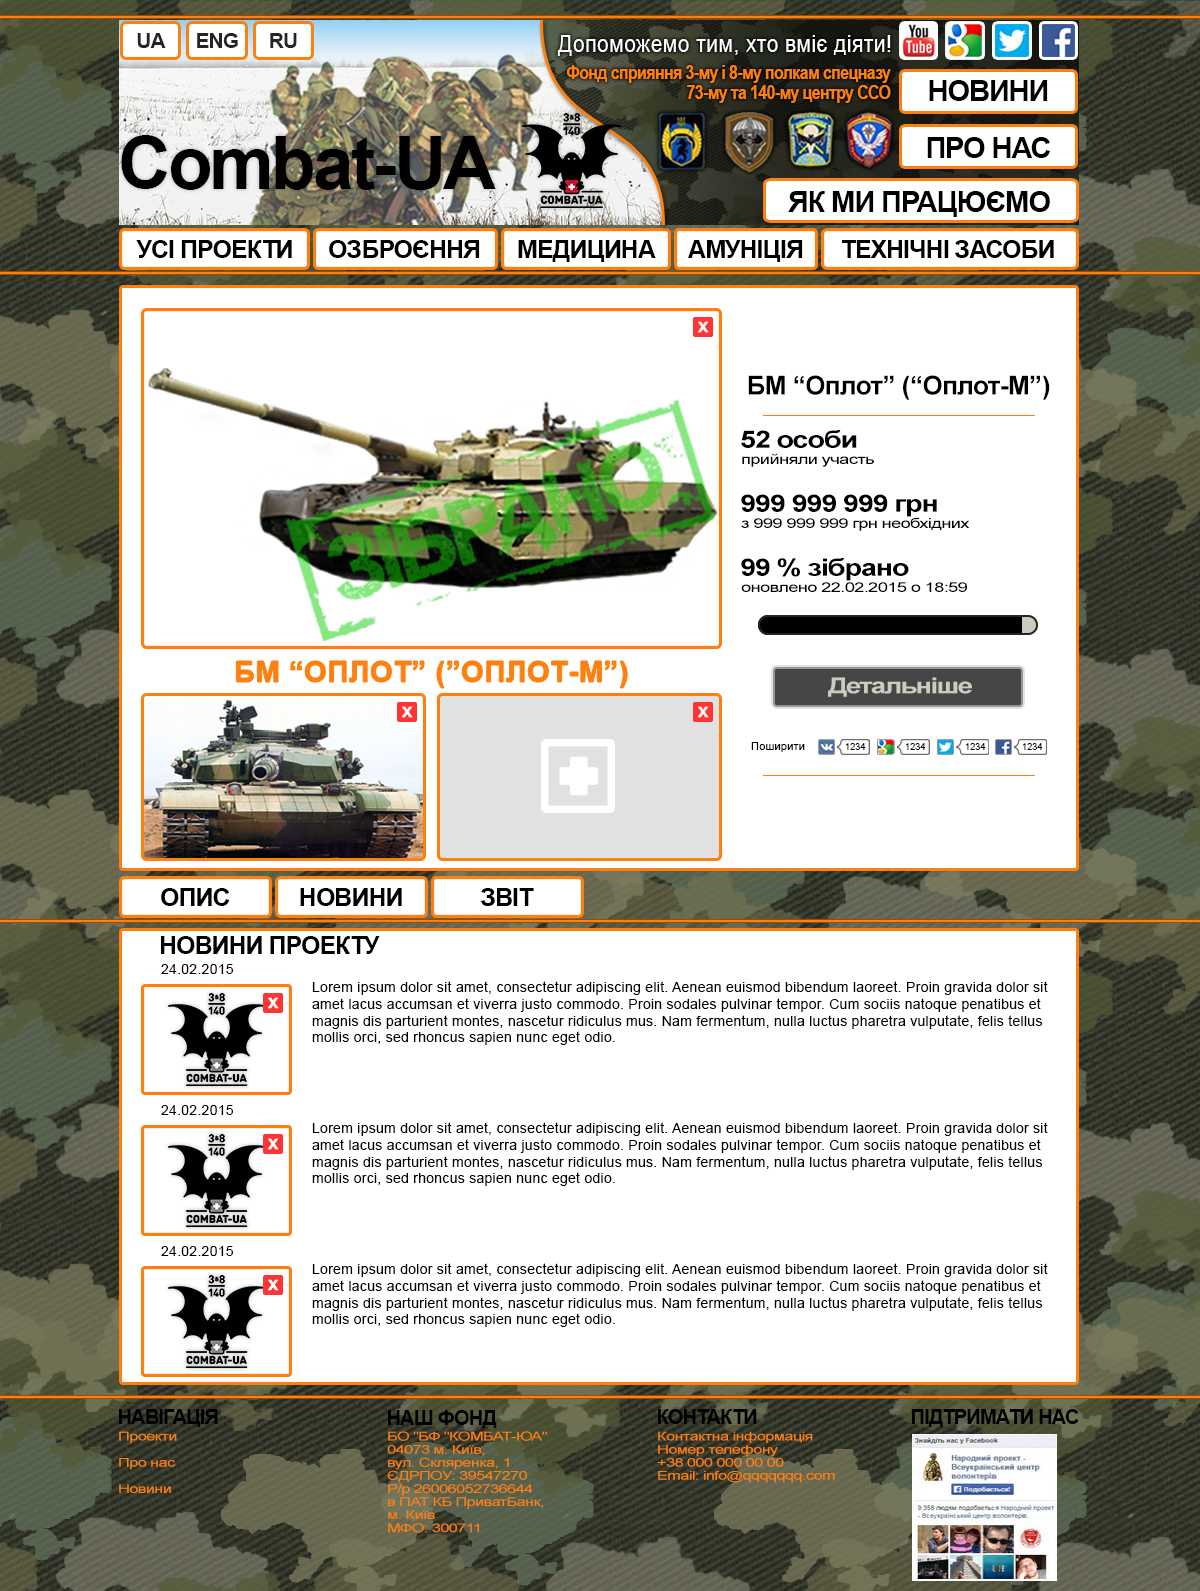 UA ENG RU
Допоможемо тим, хто вміє діяти!
Фонд сприяння 3-му і 8-му полкам спецназу
73-му та 140-му центру ССО
You
Tube
НОВИНИ
ПРО НАС
ЯК МИ ПРАЦЮЄМО
Combat-UA
3&8
140
COMBAT-UA
УСІ ПРОЕКТИ ОЗБРОЄННЯ МЕДИЦИНА АМУНІЦІЯ ТЕХНІЧНІ ЗАСОБИ
X
ЗІБРАНО
БМ “Оплот” (“Оплот-М”)
52 особи
прийняли участь
999 999 999 грн
з 999 999 999 грн необхідних
99 % зібрано
оновлено 22.02.2015 о 18:59
Детальніше
Поширити 1234 1234 1234 1234
БМ “ОПЛОТ” (”ОПЛОТ-М”)
X X
ОПИС НОВИНИ ЗВІТ
НОВИНИ ПРОЕКТУ
24.02.2015
X
3&8
140
COMBAT-UA
Lorem ipsum dolor sit amet, consectetur adipiscing elit. Aenean euismod bibendum laoreet. Proin gravida dolor sit
amet lacus accumsan et viverra justo commodo. Proin sodales pulvinar tempor. Cum sociis natoque penatibus et
magnis dis parturient montes, nascetur ridiculus mus. Nam fermentum, nulla luctus pharetra vulputate, felis tellus
mollis orci, sed rhoncus sapien nunc eget odio.
24.02.2015
X
3&8
140
COMBAT-UA
Lorem ipsum dolor sit amet, consectetur adipiscing elit. Aenean euismod bibendum laoreet. Proin gravida dolor sit
amet lacus accumsan et viverra justo commodo. Proin sodales pulvinar tempor. Cum sociis natoque penatibus et
magnis dis parturient montes, nascetur ridiculus mus. Nam fermentum, nulla luctus pharetra vulputate, felis tellus
mollis orci, sed rhoncus sapien nunc eget odio.
24.02.2015
X
3&8
140
COMBAT-UA
Lorem ipsum dolor sit amet, consectetur adipiscing elit. Aenean euismod bibendum laoreet. Proin gravida dolor sit
amet lacus accumsan et viverra justo commodo. Proin sodales pulvinar tempor. Cum sociis natoque penatibus et
magnis dis parturient montes, nascetur ridiculus mus. Nam fermentum, nulla luctus pharetra vulputate, felis tellus
mollis orci, sed rhoncus sapien nunc eget odio.
НАВІГАЦІЯ
Проекти
Про нас
Новини
НАШ ФОНД
БО "БФ "КОМБАТ-ЮА"
04073 м. Київ,
вул. Скляренка, 1
ЄДРПОУ: 39547270
Р/р 26006052736644
в ПАТ КБ ПриватБанк,
м. Київ
МФО: 300711
КОНТАКТИ
Контактна інформація
Номер телефону
+38 000 000 00 00
Email: info@qqqqqqq.com
ПІДТРИМАТИ НАС
Знайдіть нас у Facebook
Народний проект -
Всеукраїнський центр
волонтерів
Подобається!
9 358 людям подобається Народний проект
- Всеукраїнський центр волонтерів.